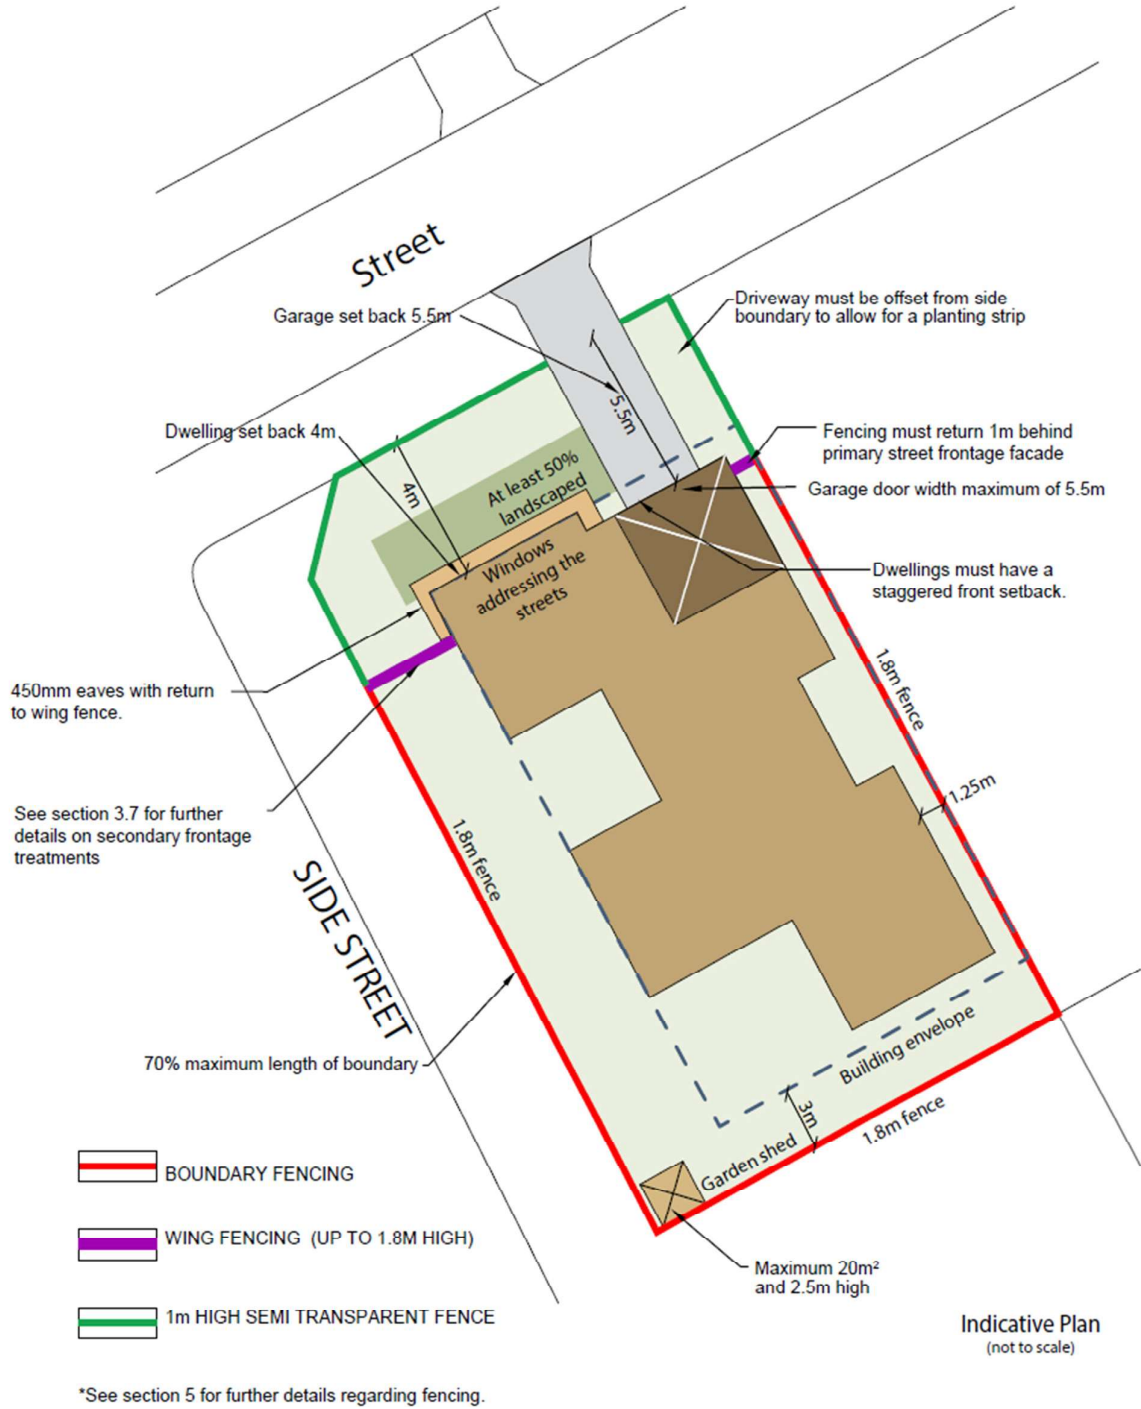 Street
Garage set back 5.5m
Driveway must be offset from side
boundary to allow for a planting strip
5.5m
Dwelling set back 4m
Fencing must return 1m behind
primary street frontage facade
At least 50%
landscaped
4m
Garage door width maximum of 5.5m
Windows
addressing the
streets
Dwellings must have a
staggered front setback.
450mm eaves with return
to wing fence.
1.8m fence
1.25m
See section 3.7 for further
details on secondary frontage
treatments
1.8m fence
SIDE STREET
70% maximum length of boundary
Building envelope
3m
1.8m fence
Garden shed
BOUNDARY FENCING
WING FENCING (UP TO 1.8M HIGH)
Maximum 20m²
and 2.5m high
1m HIGH SEMI TRANSPARENT FENCE
Indicative Plan
(not to scale)
*See section 5 for further details regarding fencing.